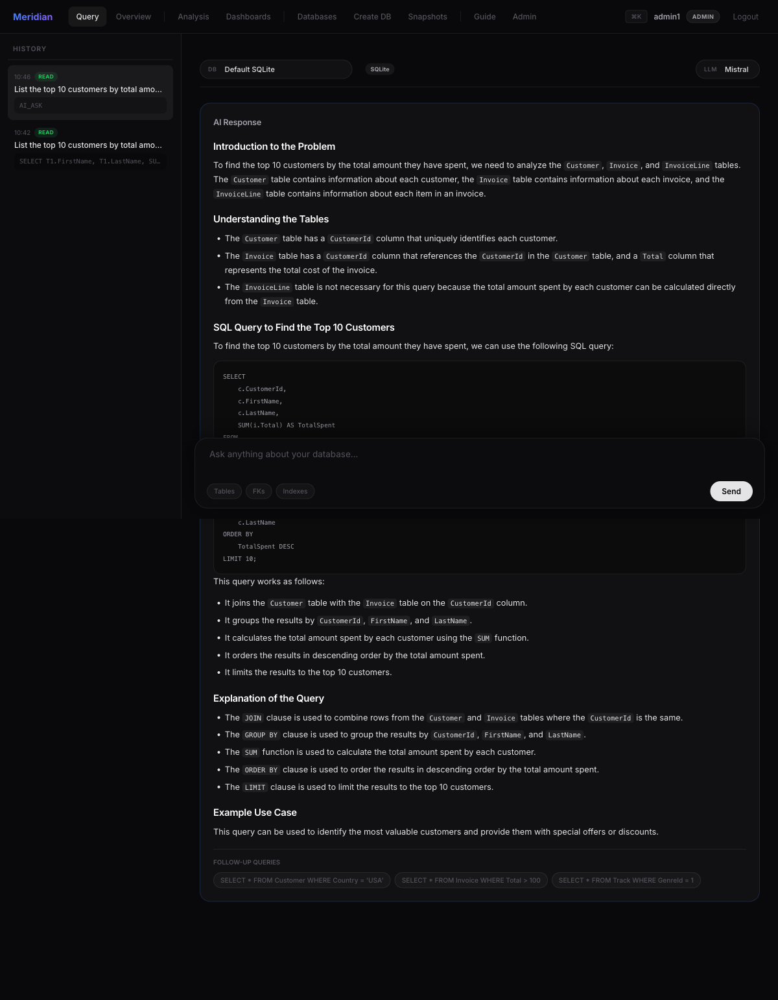 Meridian Query Overview Analysis Dashboards Databases Create DB Snapshots Guide Admin ⌘K admin1 ADMIN Logout
HISTORY
10:46 READ
List the top 10 customers by total amo...
AI_ASK
10:42 READ
List the top 10 customers by total amo...
SELECT T1.FirstName, T1.LastName, SU…
DB Default SQLite SQLite LLM Mistral
AI Response
Introduction to the Problem
To find the top 10 customers by the total amount they have spent, we need to analyze the Customer, Invoice, and InvoiceLine tables.
The Customer table contains information about each customer, the Invoice table contains information about each invoice, and the
InvoiceLine table contains information about each item in an invoice.
Understanding the Tables
• The Customer table has a CustomerId column that uniquely identifies each customer.
• The Invoice table has a CustomerId column that references the CustomerId in the Customer table, and a Total column that
represents the total cost of the invoice.
• The InvoiceLine table is not necessary for this query because the total amount spent by each customer can be calculated directly
from the Invoice table.
SQL Query to Find the Top 10 Customers
To find the top 10 customers by the total amount they have spent, we can use the following SQL query:
SELECT
c.CustomerId,
c.FirstName,
c.LastName,
SUM(i.Total) AS TotalSpent
FROM
Ask anything about your database...
Tables FKs Indexes Send
c.LastName
ORDER BY
TotalSpent DESC
LIMIT 10;
This query works as follows:
• It joins the Customer table with the Invoice table on the CustomerId column.
• It groups the results by CustomerId, FirstName, and LastName.
• It calculates the total amount spent by each customer using the SUM function.
• It orders the results in descending order by the total amount spent.
• It limits the results to the top 10 customers.
Explanation of the Query
• The JOIN clause is used to combine rows from the Customer and Invoice tables where the CustomerId is the same.
• The GROUP BY clause is used to group the results by CustomerId, FirstName, and LastName.
• The SUM function is used to calculate the total amount spent by each customer.
• The ORDER BY clause is used to order the results in descending order by the total amount spent.
• The LIMIT clause is used to limit the results to the top 10 customers.
Example Use Case
This query can be used to identify the most valuable customers and provide them with special offers or discounts.
FOLLOW-UP QUERIES
SELECT * FROM Customer WHERE Country = 'USA' SELECT * FROM Invoice WHERE Total > 100 SELECT * FROM Track WHERE GenreId = 1